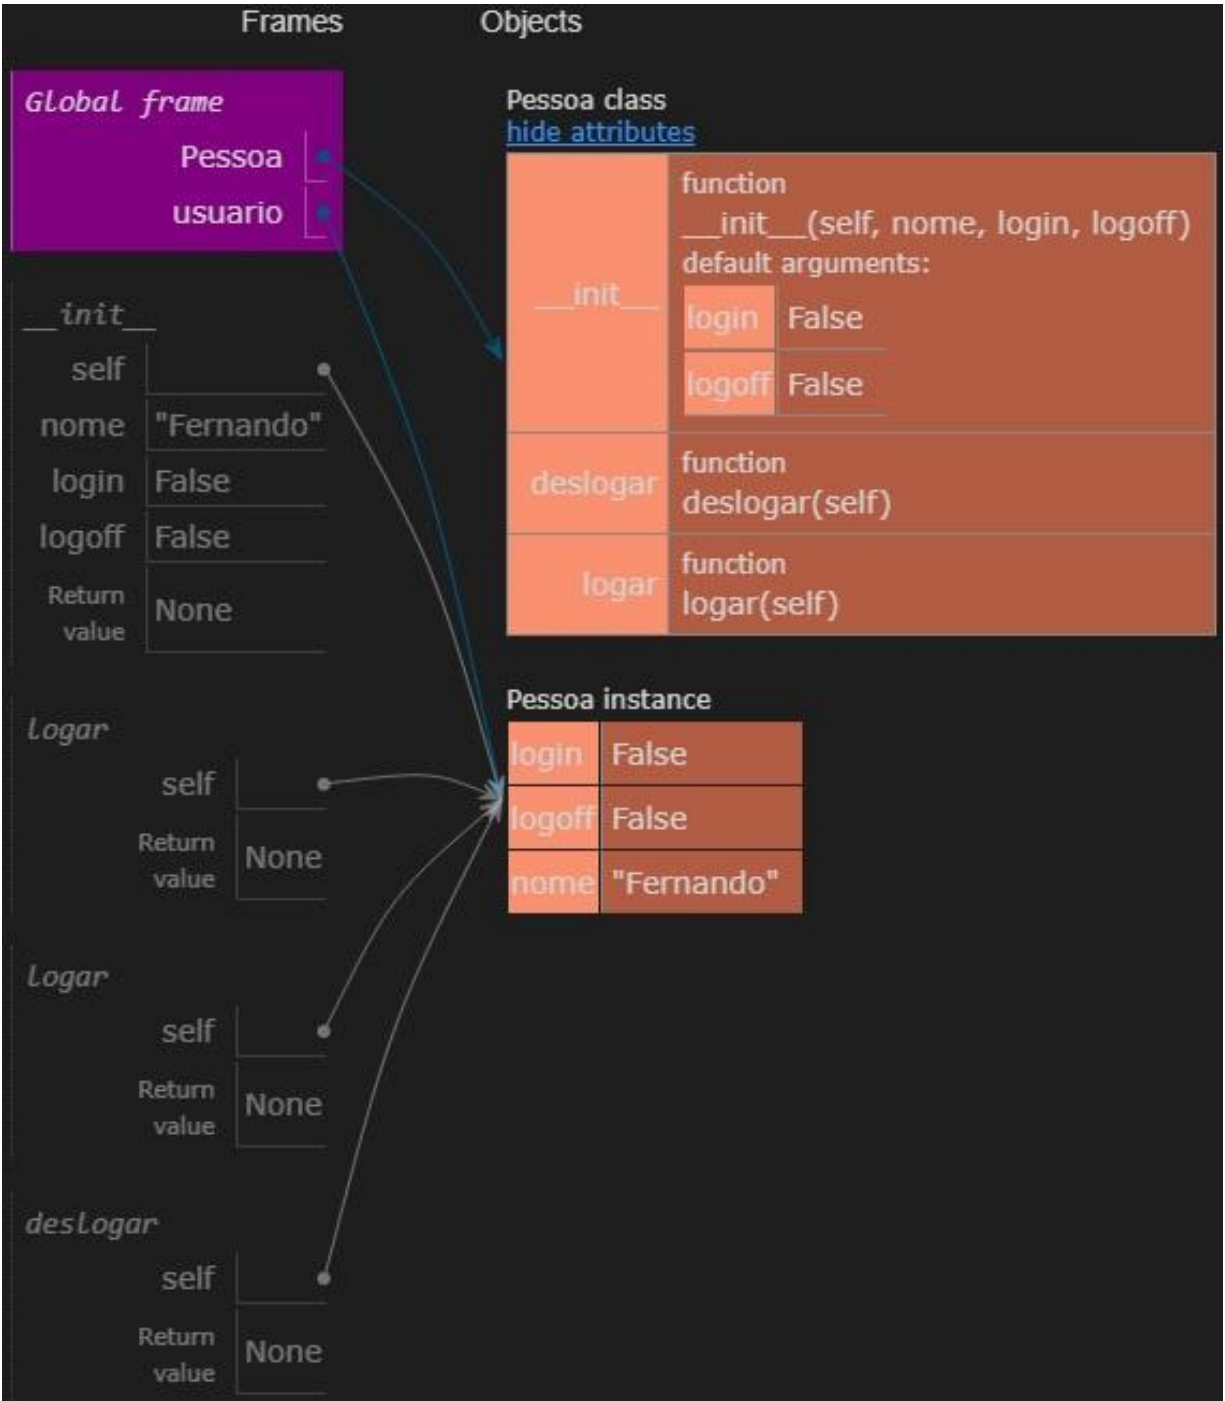 Frames Objects
Global frame
Pessoa
usuario
__init__
self
nome "Fernando"
login False
logoff False
Return
value None
logar
self
Return
value None
logar
self
Return
value None
deslogar
self
Return
value None
Pessoa class
hide attributes
__init__
function
__init__(self, nome, login, logoff)
default arguments:
login False
logoff False
deslogar
function
deslogar(self)
logar
function
logar(self)
Pessoa instance
login False
logoff False
nome "Fernando"